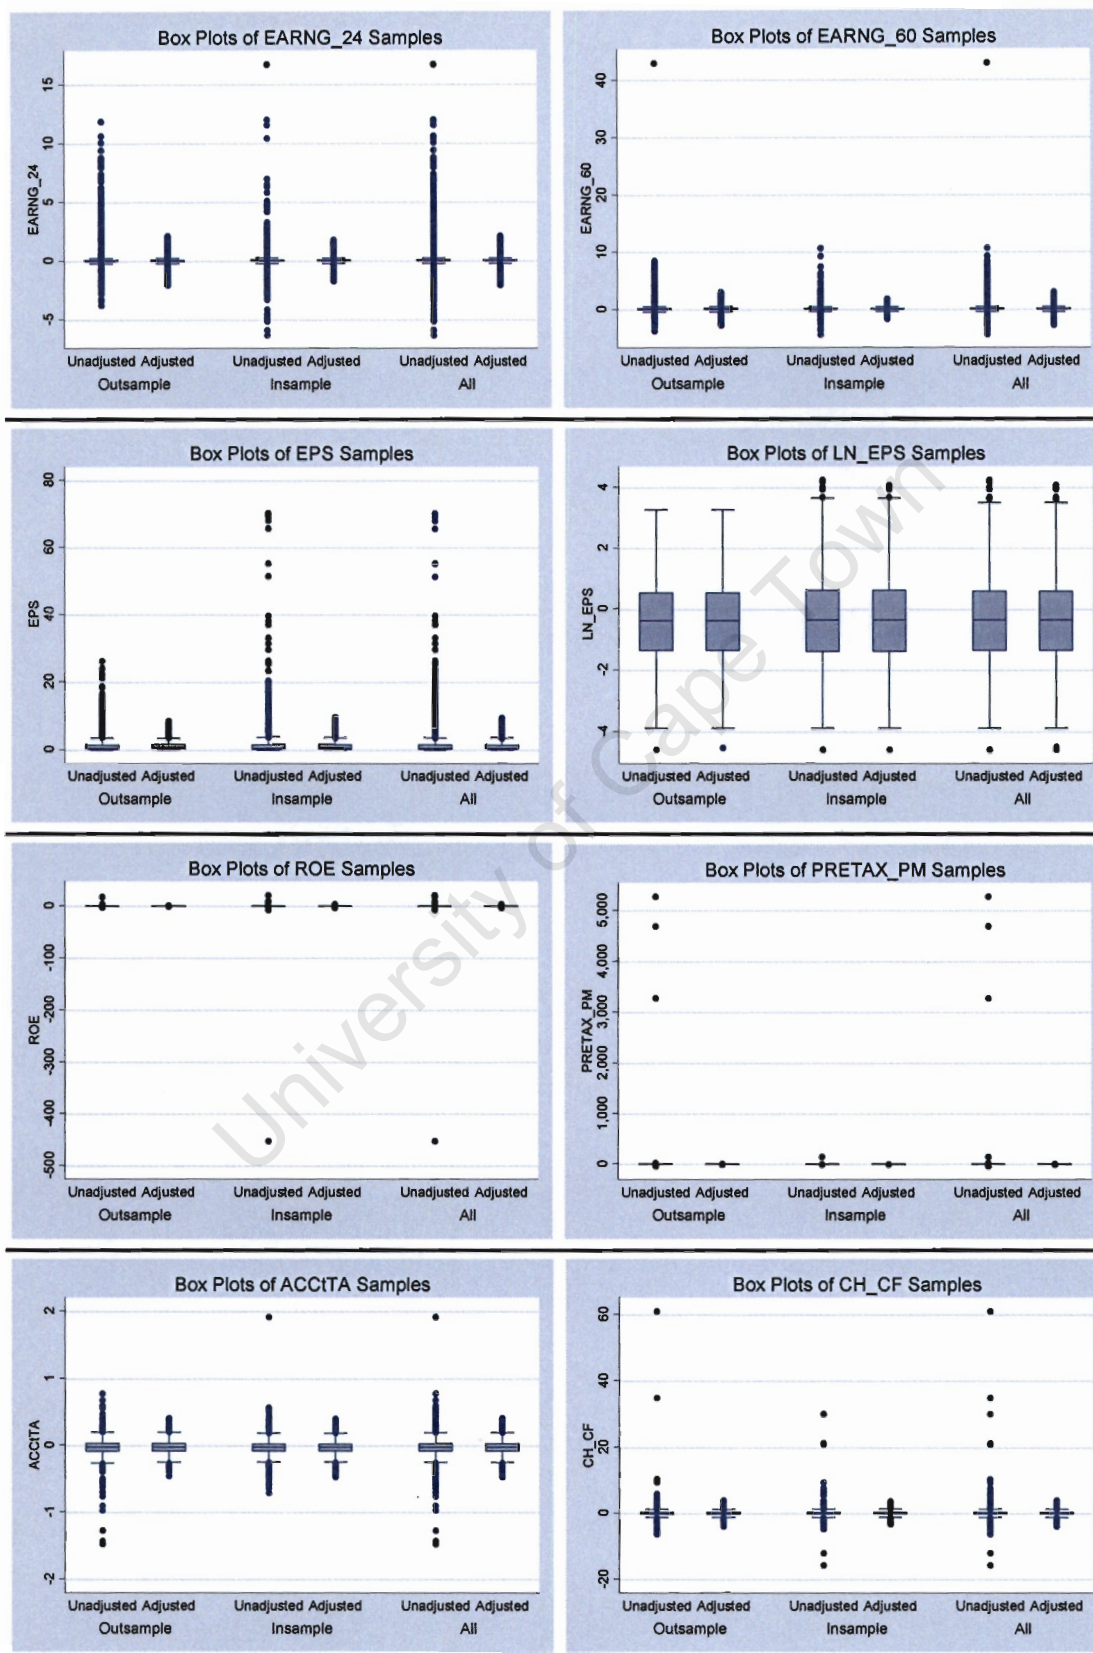 Box Plots of EARNG_24 Samples
EARNG_24
15
10
5
0
-5
Unadjusted Adjusted Unadjusted Adjusted Unadjusted Adjusted
Outsample Insample All
Box Plots of EARNG_60 Samples
EARNG_60
40
30
20
10
0
Unadjusted Adjusted Unadjusted Adjusted Unadjusted Adjusted
Outsample Insample All
Box Plots of EPS Samples
EPS
80
60
40
20
0
Unadjusted Adjusted Unadjusted Adjusted Unadjusted Adjusted
Outsample Insample All
Box Plots of LN_EPS Samples
LN_EPS
4
2
0
-2
-4
Unadjusted Adjusted Unadjusted Adjusted Unadjusted Adjusted
Outsample Insample All
Box Plots of ROE Samples
ROE
0
-100
-200
-300
-400
-500
Unadjusted Adjusted Unadjusted Adjusted Unadjusted Adjusted
Outsample Insample All
Box Plots of PRETAX_PM Samples
PRETAX_PM
5,000
4,000
3,000
2,000
1,000
0
Unadjusted Adjusted Unadjusted Adjusted Unadjusted Adjusted
Outsample Insample All
Box Plots of ACCtTA Samples
ACCtTA
2
1
0
-1
-2
Unadjusted Adjusted Unadjusted Adjusted Unadjusted Adjusted
Outsample Insample All
Box Plots of CH_CF Samples
CH_CF
60
40
20
0
-20
Unadjusted Adjusted Unadjusted Adjusted Unadjusted Adjusted
Outsample Insample All
University of Cape Town